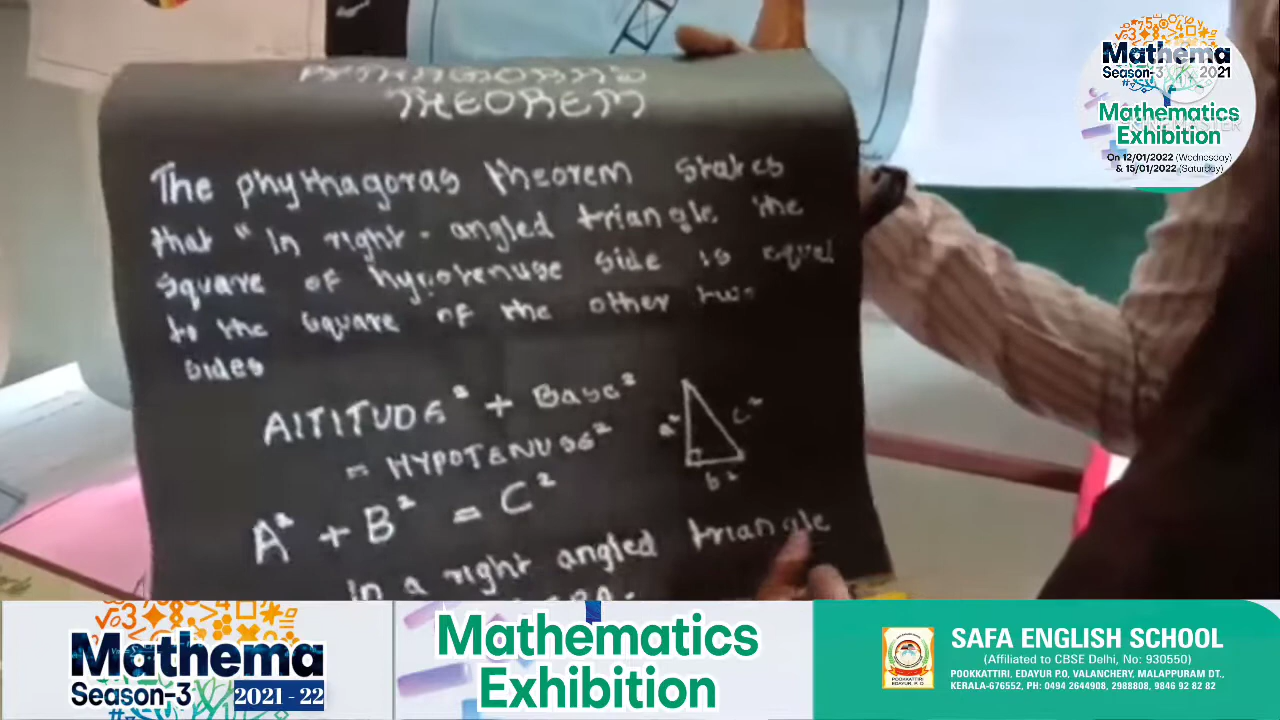 PYTHAGORAS
THEOREM
The phythagoras theorem states
that "In right-angled triangle the
square of hypotenuse side is equal
to the square of the other two
sides
AlTITUDE² + Base²
= HYPOTENUSE²
A² + B² = C²
a²
c²
b²
In a right angled triangle
Mathema
Season-3 2021
Mathematics
Exhibition
On 12/01/2022 (Wednesday)
& 15/01/2022 (Saturday)
Mathema
Season-3 2021 - 22
Mathematics
Exhibition
SAFA ENGLISH SCHOOL
(Affiliated to CBSE Delhi, No: 930550)
POOKKATTIRI, EDAYUR P.O, VALANCHERY, MALAPPURAM DT.,
KERALA-676552, PH: 0494 2644908, 2988808, 9846 92 82 82